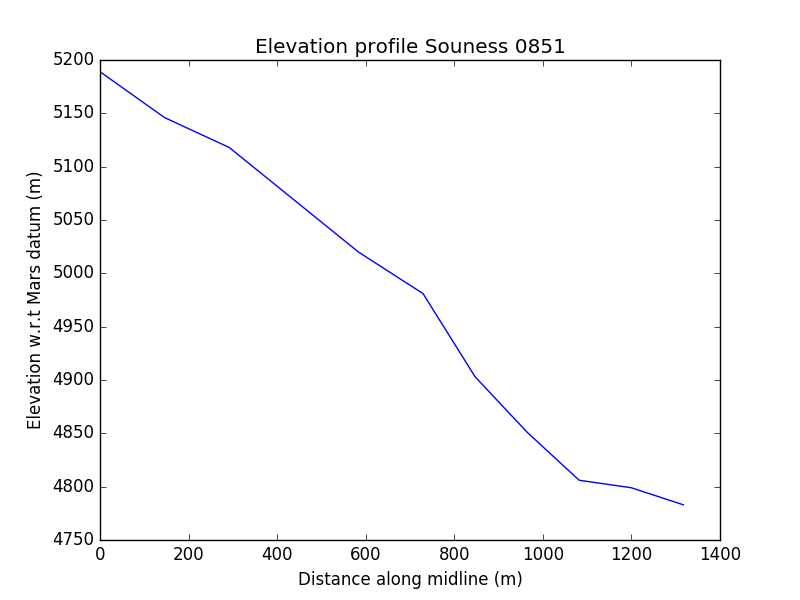 Elevation profile Souness 0851
5200
5150
5100
5050
5000
4950
4900
4850
4800
4750
Elevation w.r.t Mars datum (m)
0 200 400 600 800 1000 1200 1400
Distance along midline (m)